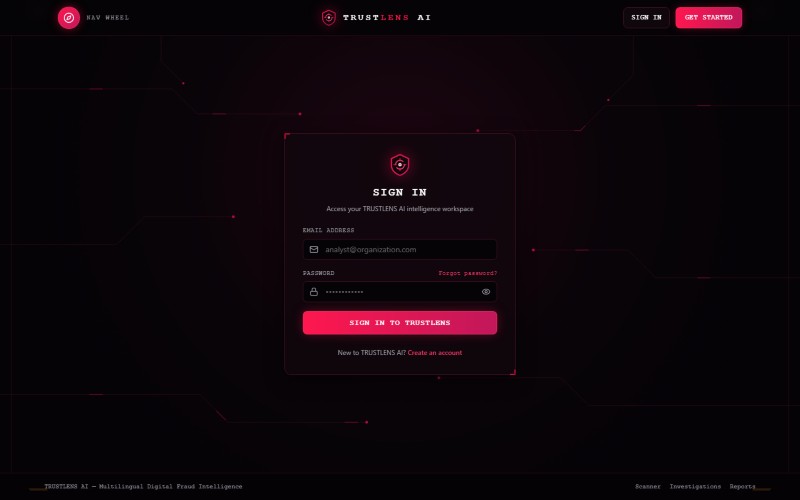 NAV WHEEL
TRUSTLENS AI
SIGN IN
GET STARTED
SIGN IN
Access your TRUSTLENS AI intelligence workspace
EMAIL ADDRESS
analyst@organization.com
PASSWORD
Forgot password?
••••••••••••
SIGN IN TO TRUSTLENS
New to TRUSTLENS AI? Create an account
TRUSTLENS AI — Multilingual Digital Fraud Intelligence
Scanner Investigations Reports